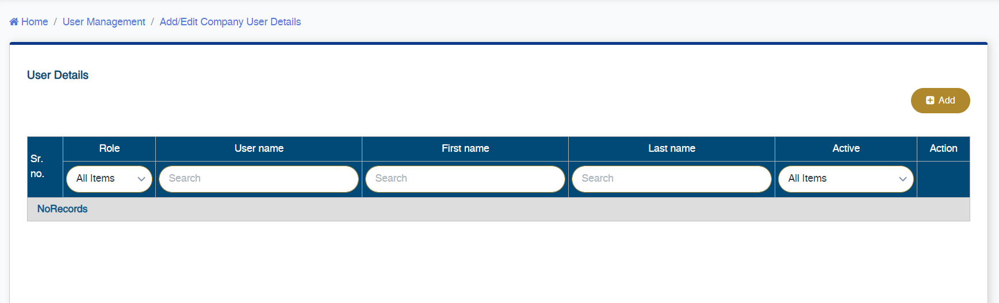 Home / User Management / Add/Edit Company User Details
User Details
Add
Sr. no.
Role User name First name Last name Active Action
All Items Search Search Search All Items
NoRecords